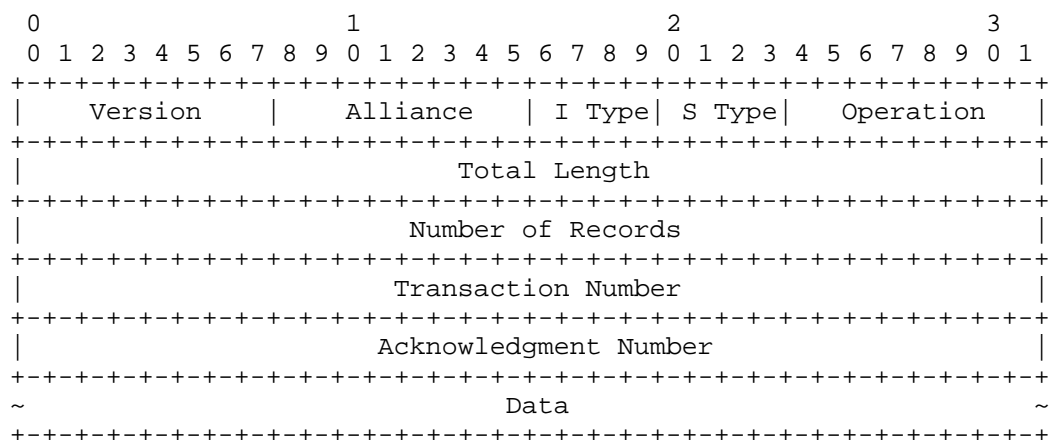 0                   1                   2                   3
 0 1 2 3 4 5 6 7 8 9 0 1 2 3 4 5 6 7 8 9 0 1 2 3 4 5 6 7 8 9 0 1
+-+-+-+-+-+-+-+-+-+-+-+-+-+-+-+-+-+-+-+-+-+-+-+-+-+-+-+-+-+-+-+-+
|    Version    |    Alliance   | I Type| S Type|   Operation   |
+-+-+-+-+-+-+-+-+-+-+-+-+-+-+-+-+-+-+-+-+-+-+-+-+-+-+-+-+-+-+-+-+
|                           Total Length                        |
+-+-+-+-+-+-+-+-+-+-+-+-+-+-+-+-+-+-+-+-+-+-+-+-+-+-+-+-+-+-+-+-+
|                        Number of Records                      |
+-+-+-+-+-+-+-+-+-+-+-+-+-+-+-+-+-+-+-+-+-+-+-+-+-+-+-+-+-+-+-+-+
|                       Transaction Number                      |
+-+-+-+-+-+-+-+-+-+-+-+-+-+-+-+-+-+-+-+-+-+-+-+-+-+-+-+-+-+-+-+-+
|                      Acknowledgment Number                    |
+-+-+-+-+-+-+-+-+-+-+-+-+-+-+-+-+-+-+-+-+-+-+-+-+-+-+-+-+-+-+-+-+
~                              Data                             ~
+-+-+-+-+-+-+-+-+-+-+-+-+-+-+-+-+-+-+-+-+-+-+-+-+-+-+-+-+-+-+-+-+